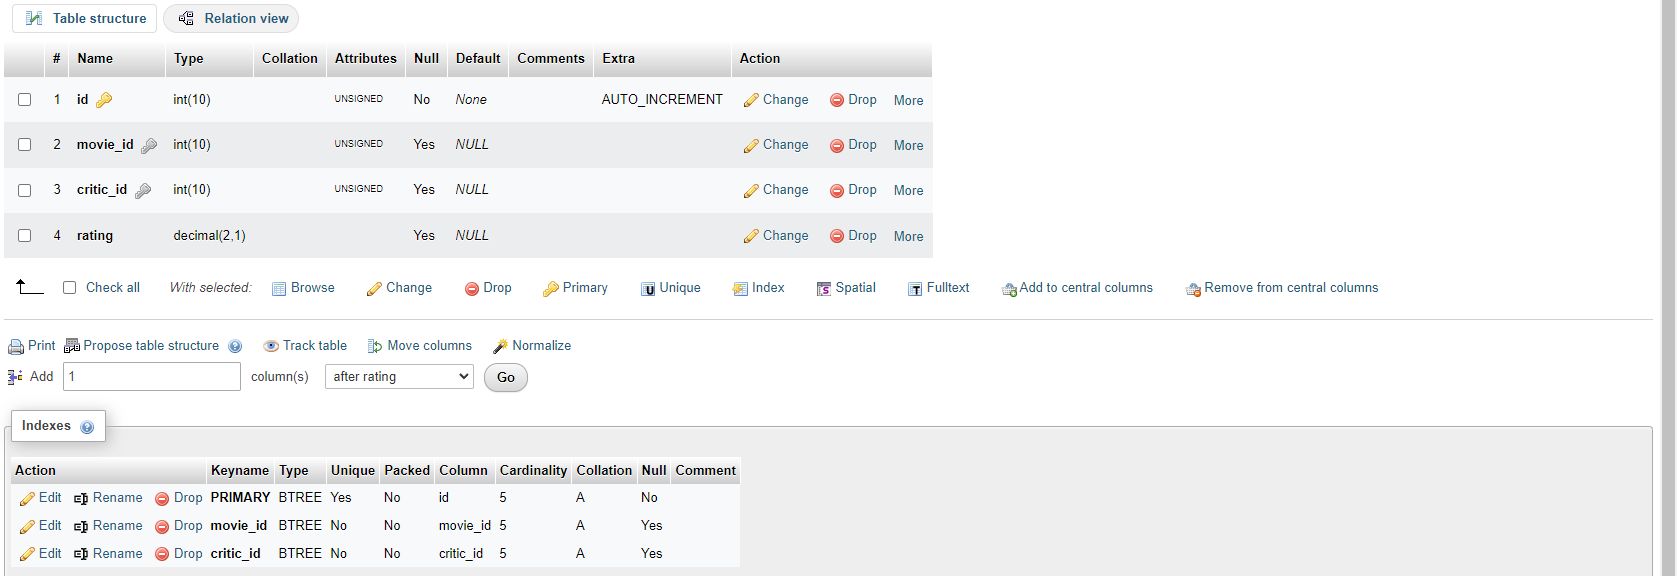 Table structure Relation view
# Name Type Collation Attributes Null Default Comments Extra Action
1 id int(10) UNSIGNED No None AUTO_INCREMENT Change Drop More
2 movie_id int(10) UNSIGNED Yes NULL Change Drop More
3 critic_id int(10) UNSIGNED Yes NULL Change Drop More
4 rating decimal(2,1) Yes NULL Change Drop More
Check all With selected: Browse Change Drop Primary Unique Index Spatial Fulltext Add to central columns Remove from central columns
Print Propose table structure Track table Move columns Normalize
Add 1 column(s) after rating Go
Indexes
Action Keyname Type Unique Packed Column Cardinality Collation Null Comment
Edit Rename Drop PRIMARY BTREE Yes No id 5 A No
Edit Rename Drop movie_id BTREE No No movie_id 5 A Yes
Edit Rename Drop critic_id BTREE No No critic_id 5 A Yes